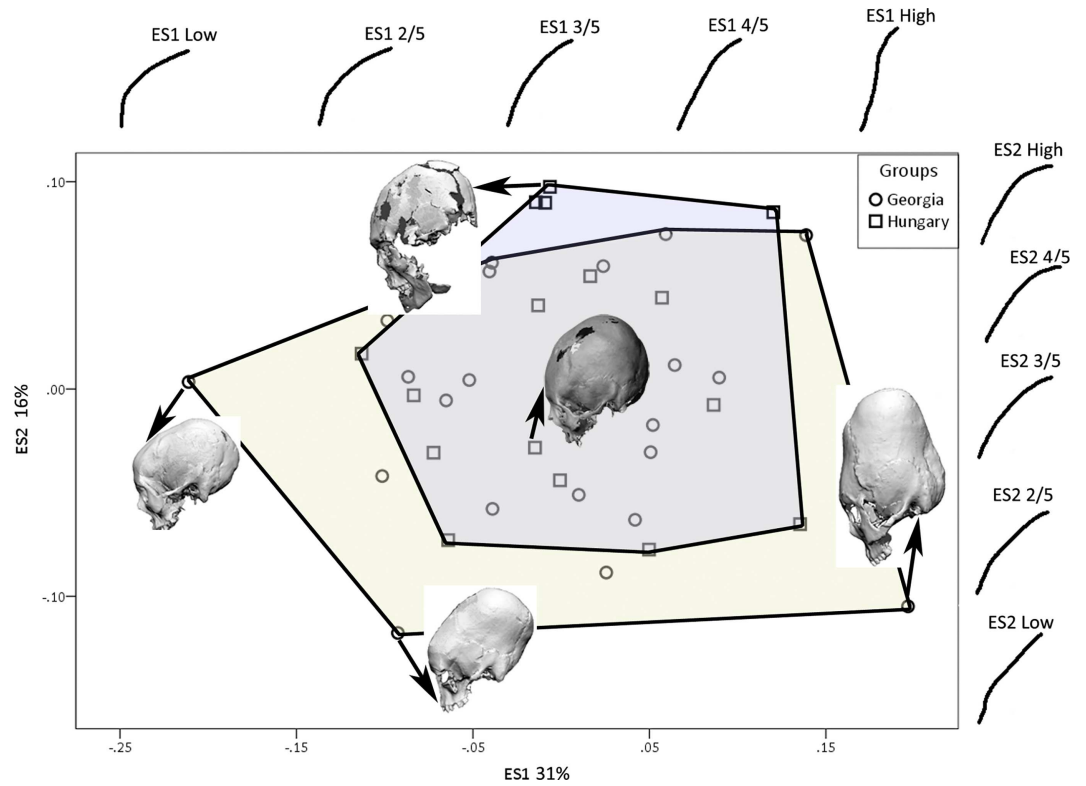 ES1 Low
ES1 2/5
ES1 3/5
ES1 4/5
ES1 High
Groups
Georgia
Hungary
ES2 High
ES2 4/5
ES2 3/5
ES2 2/5
ES2 Low
.10
.00
-.10
ES2 16%
-.25
-.15
-.05
.05
.15
ES1 31%